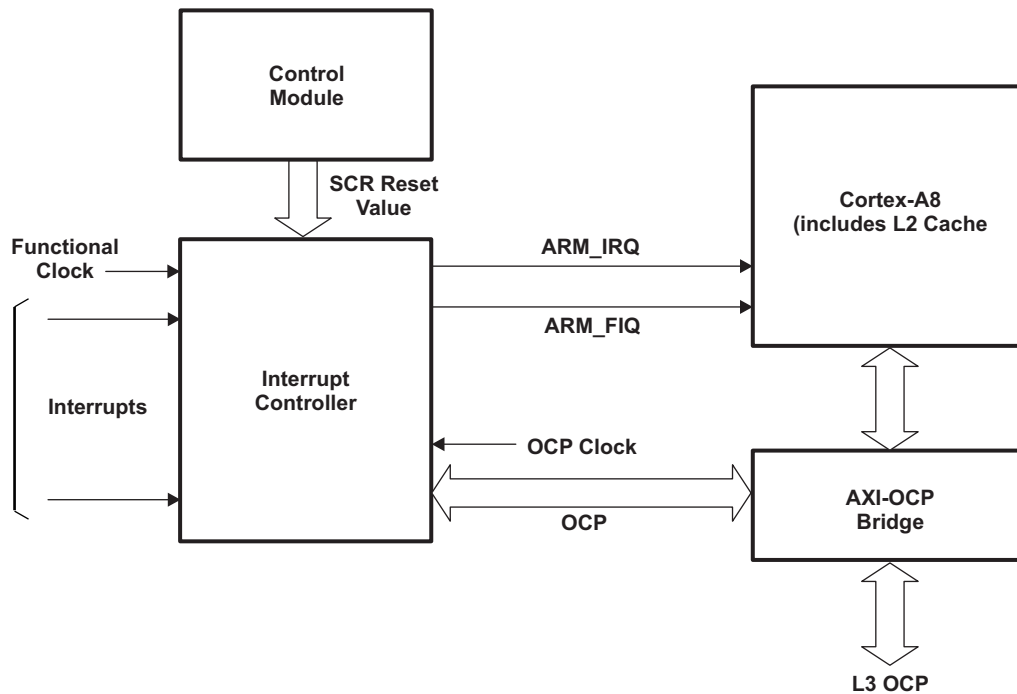 Control
Module
SCR Reset
Value
Cortex-A8
(includes L2 Cache
Functional
Clock
ARM_IRQ
ARM_FIQ
Interrupts
Interrupt
Controller
OCP Clock
OCP
AXI-OCP
Bridge
L3 OCP